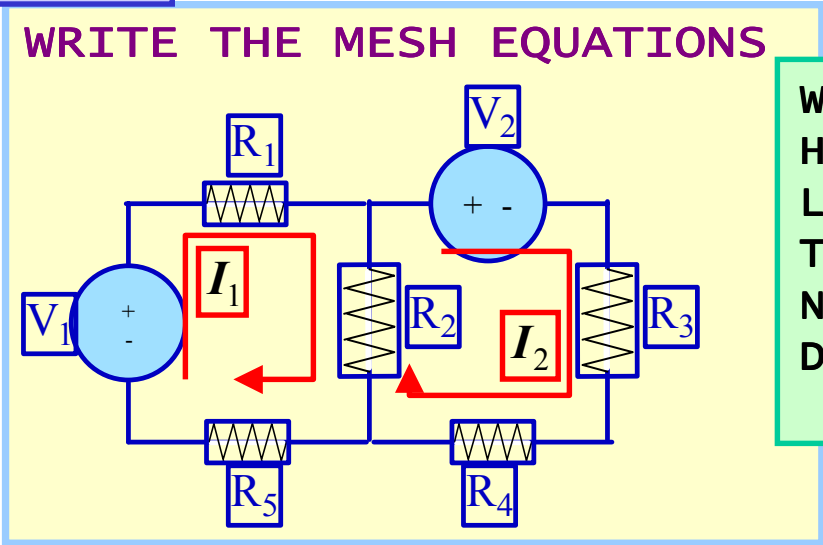 WRITE THE MESH EQUATIONS
V2
R1
+ -
I1
V1
+
-
R2
I2
R3
R5
R4
W
H
L
T
N
D